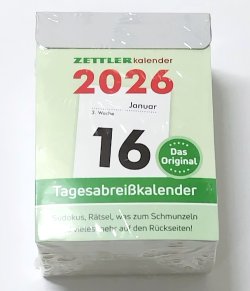 ZETTLER kalender
2026
Januar
3. Woche
16
Das
Original
Tagesabreißkalender
Sudokus, Rätsel, was zum Schmunzeln
vieles mehr auf den Rückseiten!